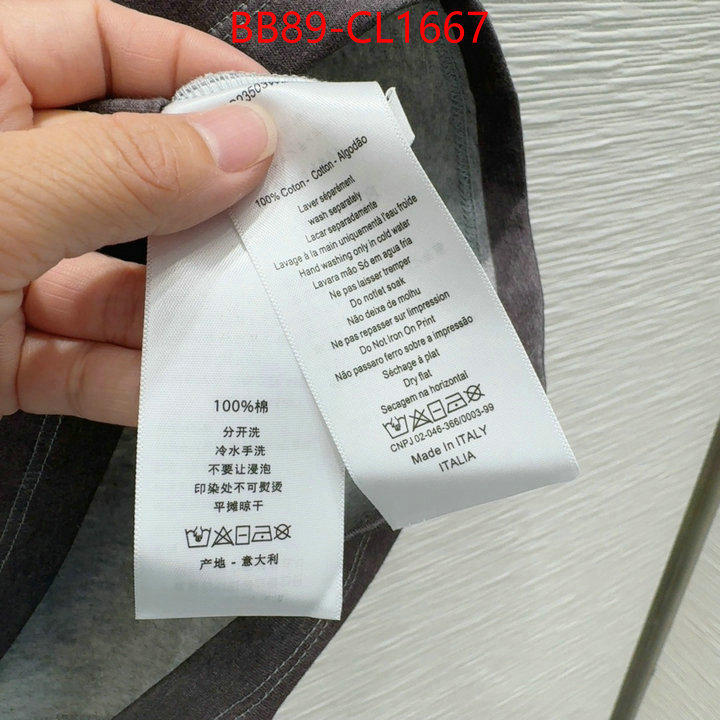 BB89-CL1667
100% Coton - Cotton - Algodão
Laver séparément
wash separately
Lacar separadamente
Lavage à la main uniquementà l'eau froide
Hand washing only in cold water
Lavara mão Só em agua fria
Ne pas laisser tremper
Do notlet soak
Não deixe de molhu
Ne pas repasser sur limpression
Do Not Iron On Print
Não passaro ferro sobre a impressão
Séchage à plat
Dry flat
Secagem na horizontal
CNPJ 02-046-366/0003-99
Made in ITALY
ITALIA
100%棉
分开洗
冷水手洗
不要让浸泡
印染处不可熨烫
平摊晾干
产地 - 意大利